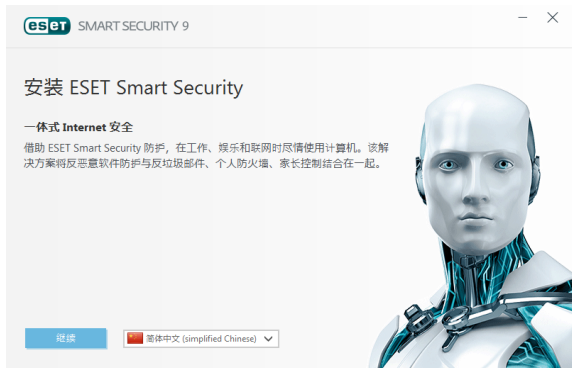 eseT SMART SECURITY 9
安装 ESET Smart Security
一体式 Internet 安全
借助 ESET Smart Security 防护，在工作、娱乐和联网时尽情使用计算机。该解
决方案将反恶意软件防护与反垃圾邮件、个人防火墙、家长控制结合在一起。
继续
简体中文 (simplified Chinese)